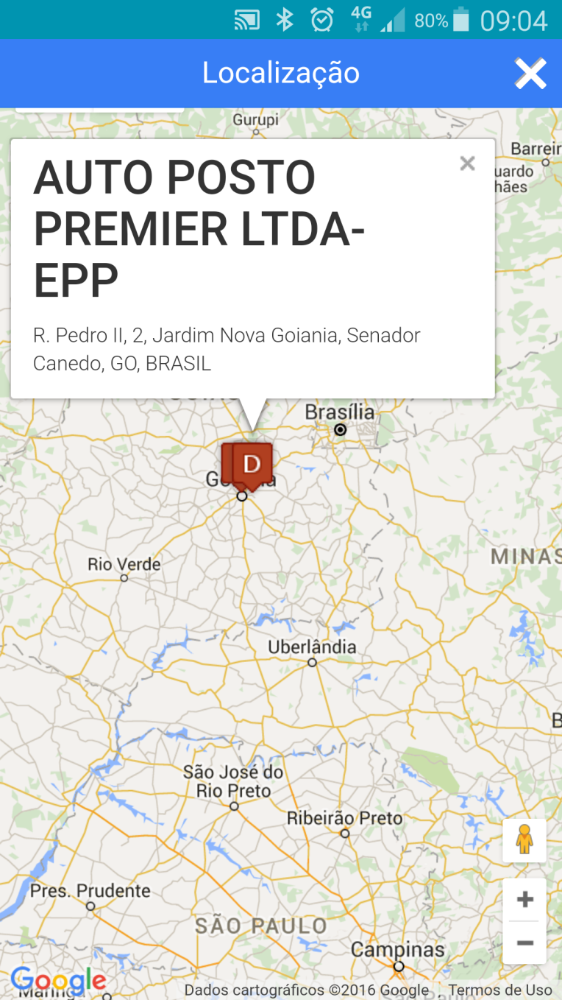 4G 80% 09:04
Localização
Gurupi
Barreir
uardo
hães
AUTO POSTO
PREMIER LTDA-
EPP
R. Pedro II, 2, Jardim Nova Goiania, Senador
Canedo, GO, BRASIL
Brasília
D
Rio Verde
MINAS
Uberlândia
São José do
Rio Preto
Ribeirão Preto
Pres. Prudente
SÃO PAULO
Campinas
Google
Dados cartográficos ©2016 Google
Termos de Uso